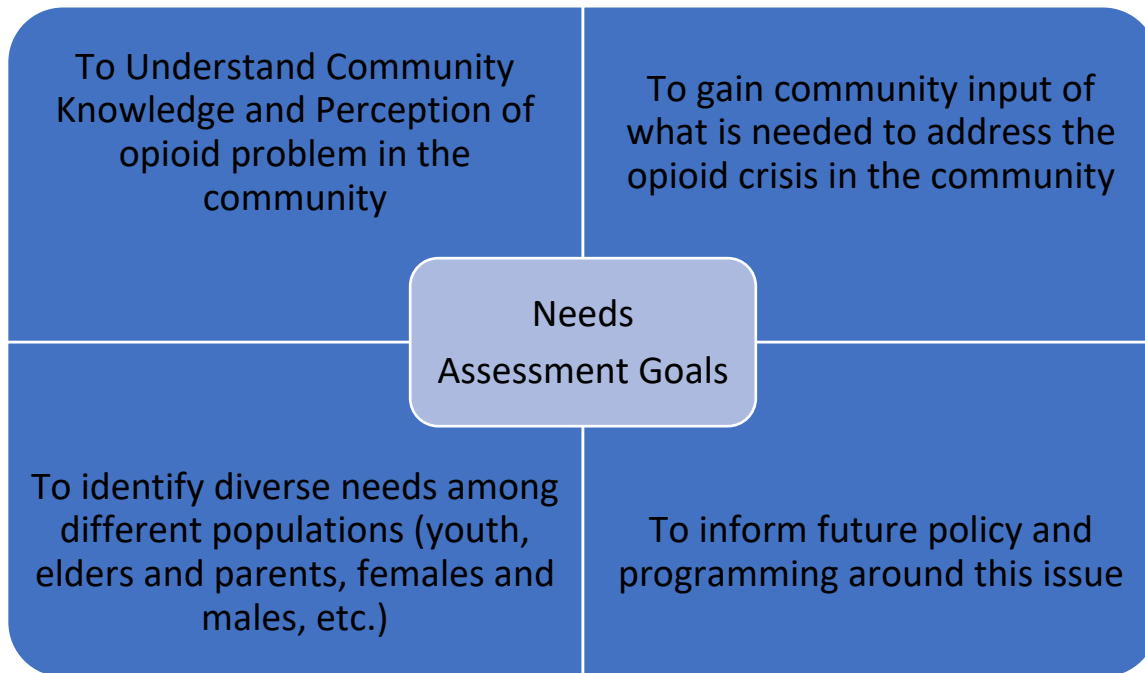 To Understand Community
Knowledge and Perception of
opioid problem in the
community
To gain community input of
what is needed to address the
opioid crisis in the community
Needs
Assessment Goals
To identify diverse needs among
different populations (youth,
elders and parents, females and
males, etc.)
To inform future policy and
programming around this issue